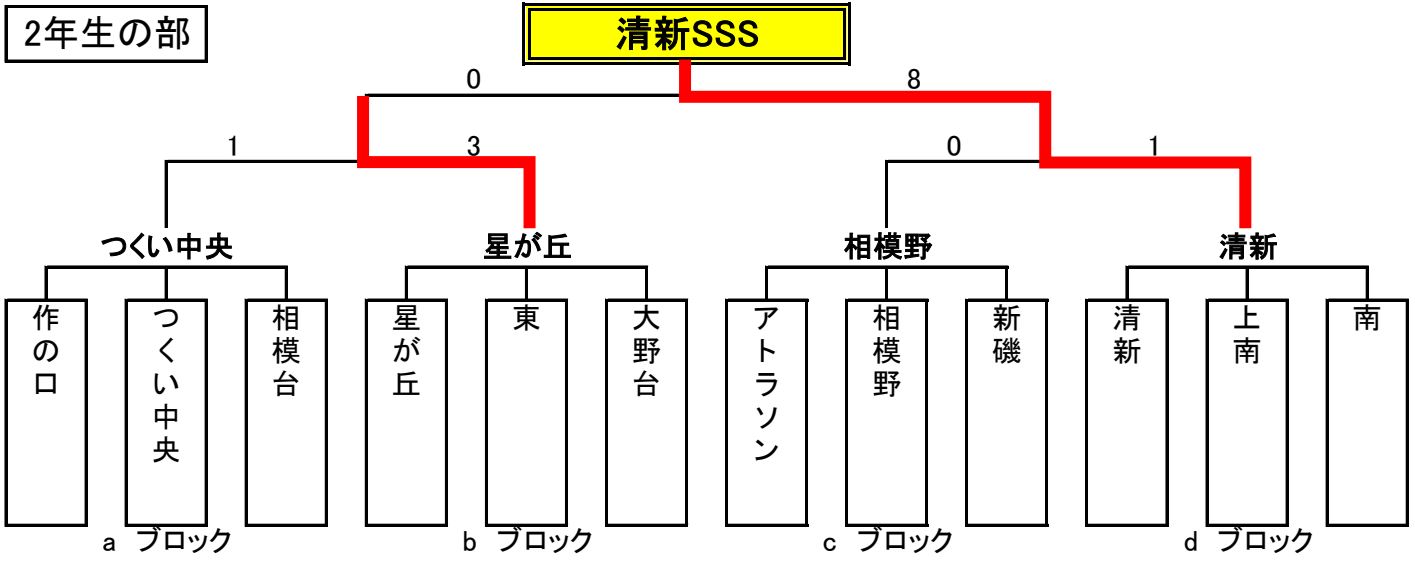 2年生の部
清新SSS
0
8
1
3
0
1
つくい中央
星が丘
相模野
清新
作の口
つくい中央
相模台
星が丘
東
大野台
アトラソン
相模野
新磯
清新
上南
南
a ブロック
b ブロック
c ブロック
d ブロック